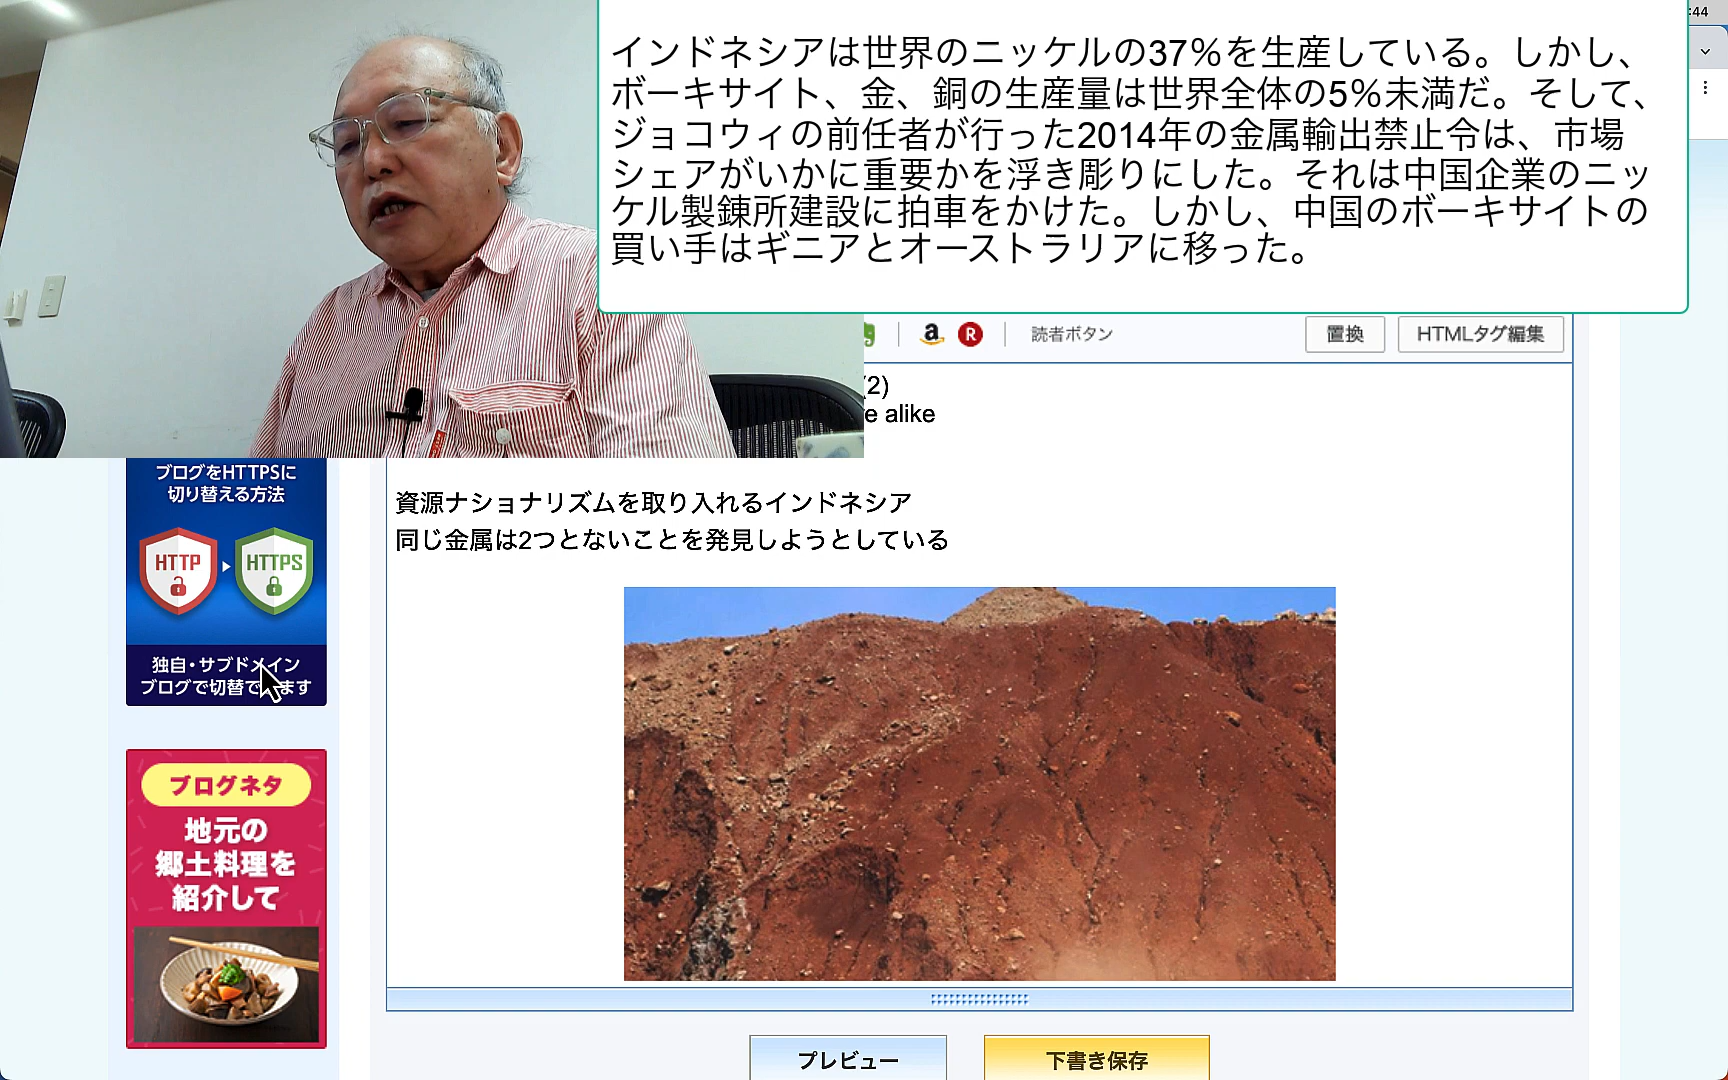 :44
インドネシアは世界のニッケルの37%を生産している。しかし、
ボーキサイト、金、銅の生産量は世界全体の5%未満だ。そして、
ジョコウィの前任者が行った2014年の金属輸出禁止令は、市場
シェアがいかに重要かを浮き彫りにした。それは中国企業のニッ
ケル製錬所建設に拍車をかけた。しかし、中国のボーキサイトの
買い手はギニアとオーストラリアに移った。
a R 読者ボタン 置換 HTMLタグ編集
(2)
e alike
資源ナショナリズムを取り入れるインドネシア
同じ金属は2つとないことを発見しようとしている
ブログをHTTPSに
切り替える方法
HTTP HTTPS
独自・サブドメイン
ブログで切替で ます
ブログネタ
地元の
郷土料理を
紹介して
プレビュー 下書き保存